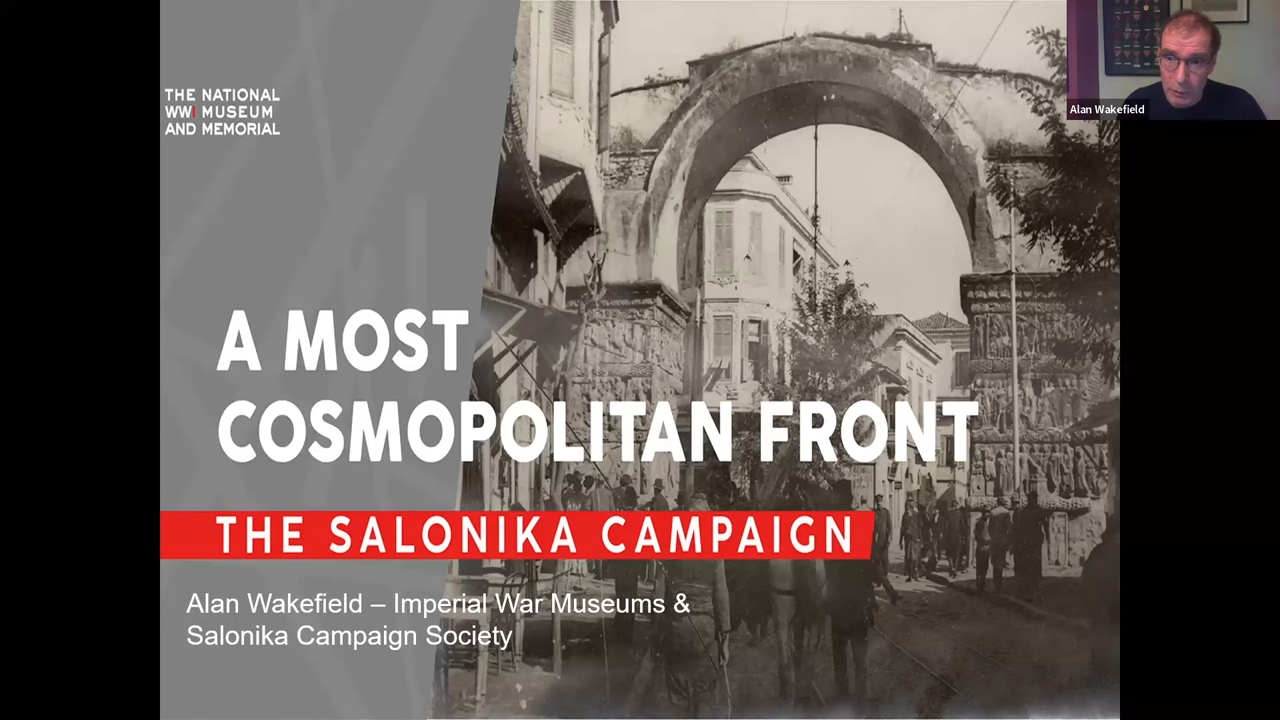 THE NATIONAL
WWI MUSEUM
AND MEMORIAL
Alan Wakefield
A MOST
COSMOPOLITAN FRONT
THE SALONIKA CAMPAIGN
Alan Wakefield – Imperial War Museums &
Salonika Campaign Society